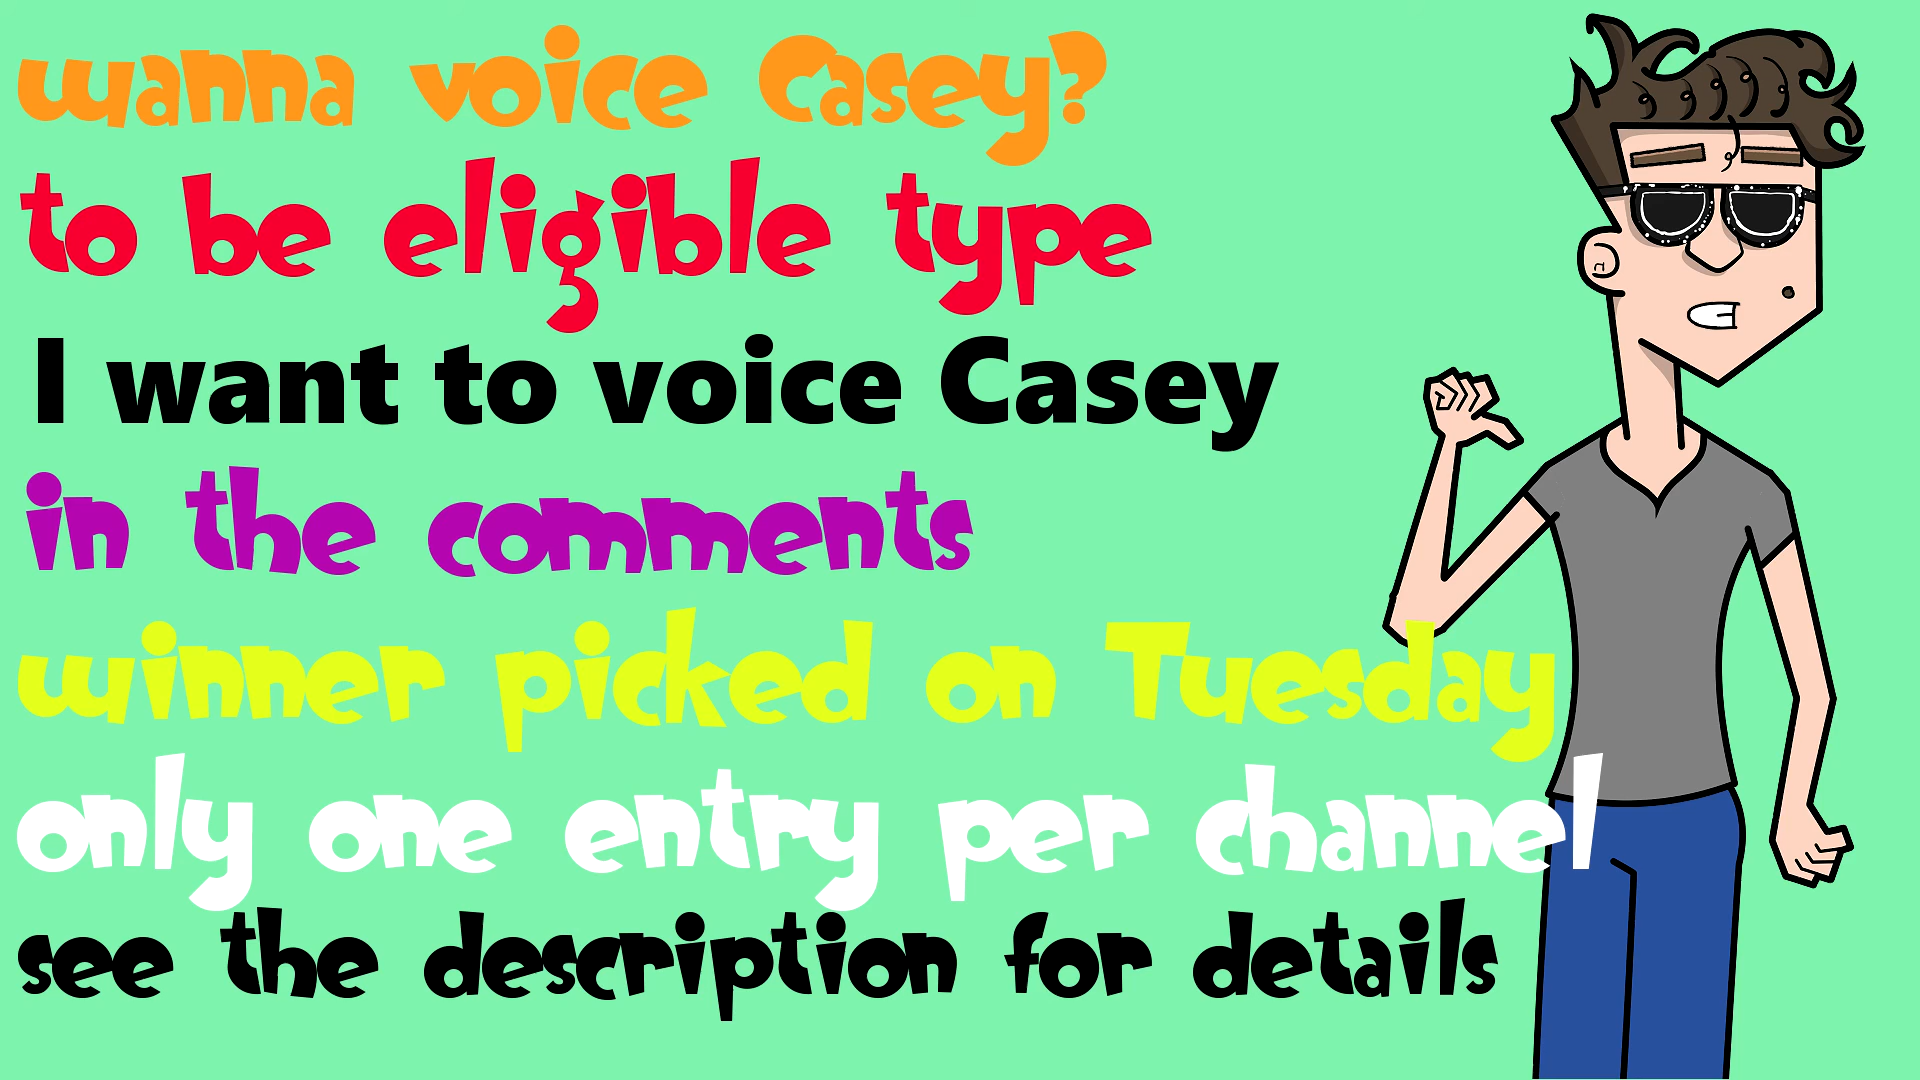 wanna voice Casey?
to be eligible type
I want to voice Casey
in the comments
winner picked on Tuesday
only one entry per channel
see the description for details